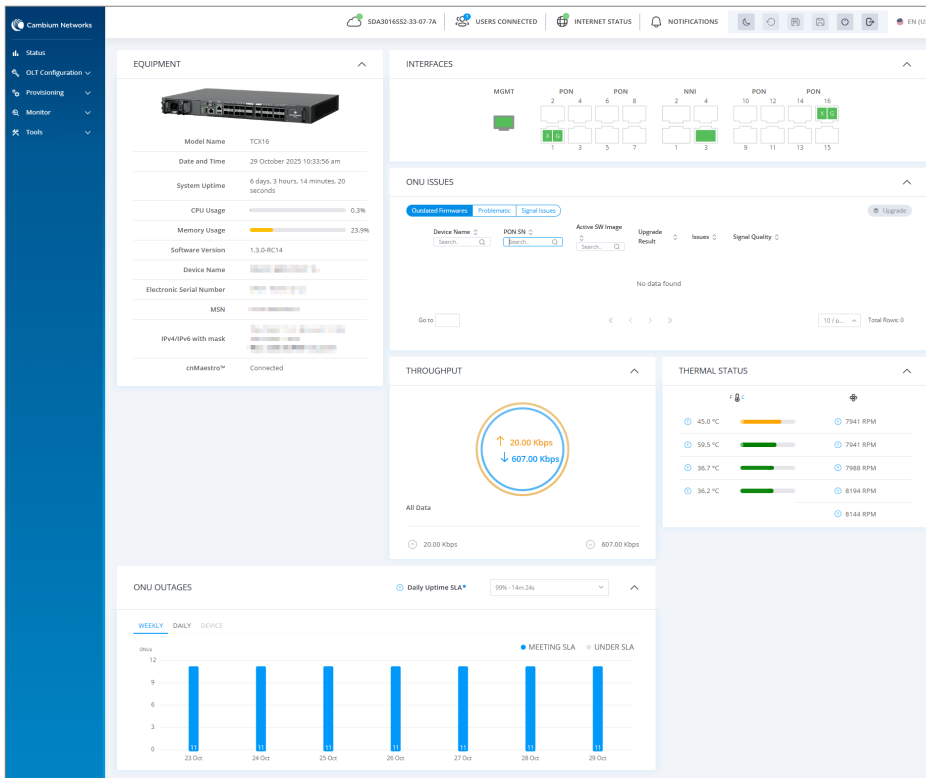 Cambium Networks
SDA3016S52-33-07-7A
USERS CONNECTED
INTERNET STATUS
NOTIFICATIONS
EN (U
Status
OLT Configuration
Provisioning
Monitor
Tools
EQUIPMENT
Model Name TCX16
Date and Time 29 October 2025 10:33:56 am
System Uptime 6 days, 3 hours, 14 minutes, 20
seconds
CPU Usage 0.3%
Memory Usage 23.9%
Software Version 1.3.0-RC14
Device Name
Electronic Serial Number
MSN
IPv4/IPv6 with mask
cnMaestro™ Connected
INTERFACES
MGMT PON PON NNI PON PON
2 4 6 8 2 4 10 12 14 16
X G
X G
1 3 5 7 1 3 9 11 13 15
ONU ISSUES
Outdated Firmwares Problematic Signal Issues
Upgrade
Device Name PON SN Active SW Image Upgrade Result Issues Signal Quality
Search.. Search.. Search..
No data found
Go to
10 / p... Total Rows: 0
THROUGHPUT
20.00 Kbps
607.00 Kbps
All Data
20.00 Kbps 607.00 Kbps
THERMAL STATUS
F C
45.0 °C 7941 RPM
59.5 °C 7941 RPM
36.7 °C 7988 RPM
36.2 °C 8194 RPM
8144 RPM
ONU OUTAGES
Daily Uptime SLA
99% - 14m 24s
WEEKLY DAILY DEVICE
MEETING SLA UNDER SLA
ONUs
12
9
6
3
0
11 11 11 11 11 11 11
23 Oct 24 Oct 25 Oct 26 Oct 27 Oct 28 Oct 29 Oct